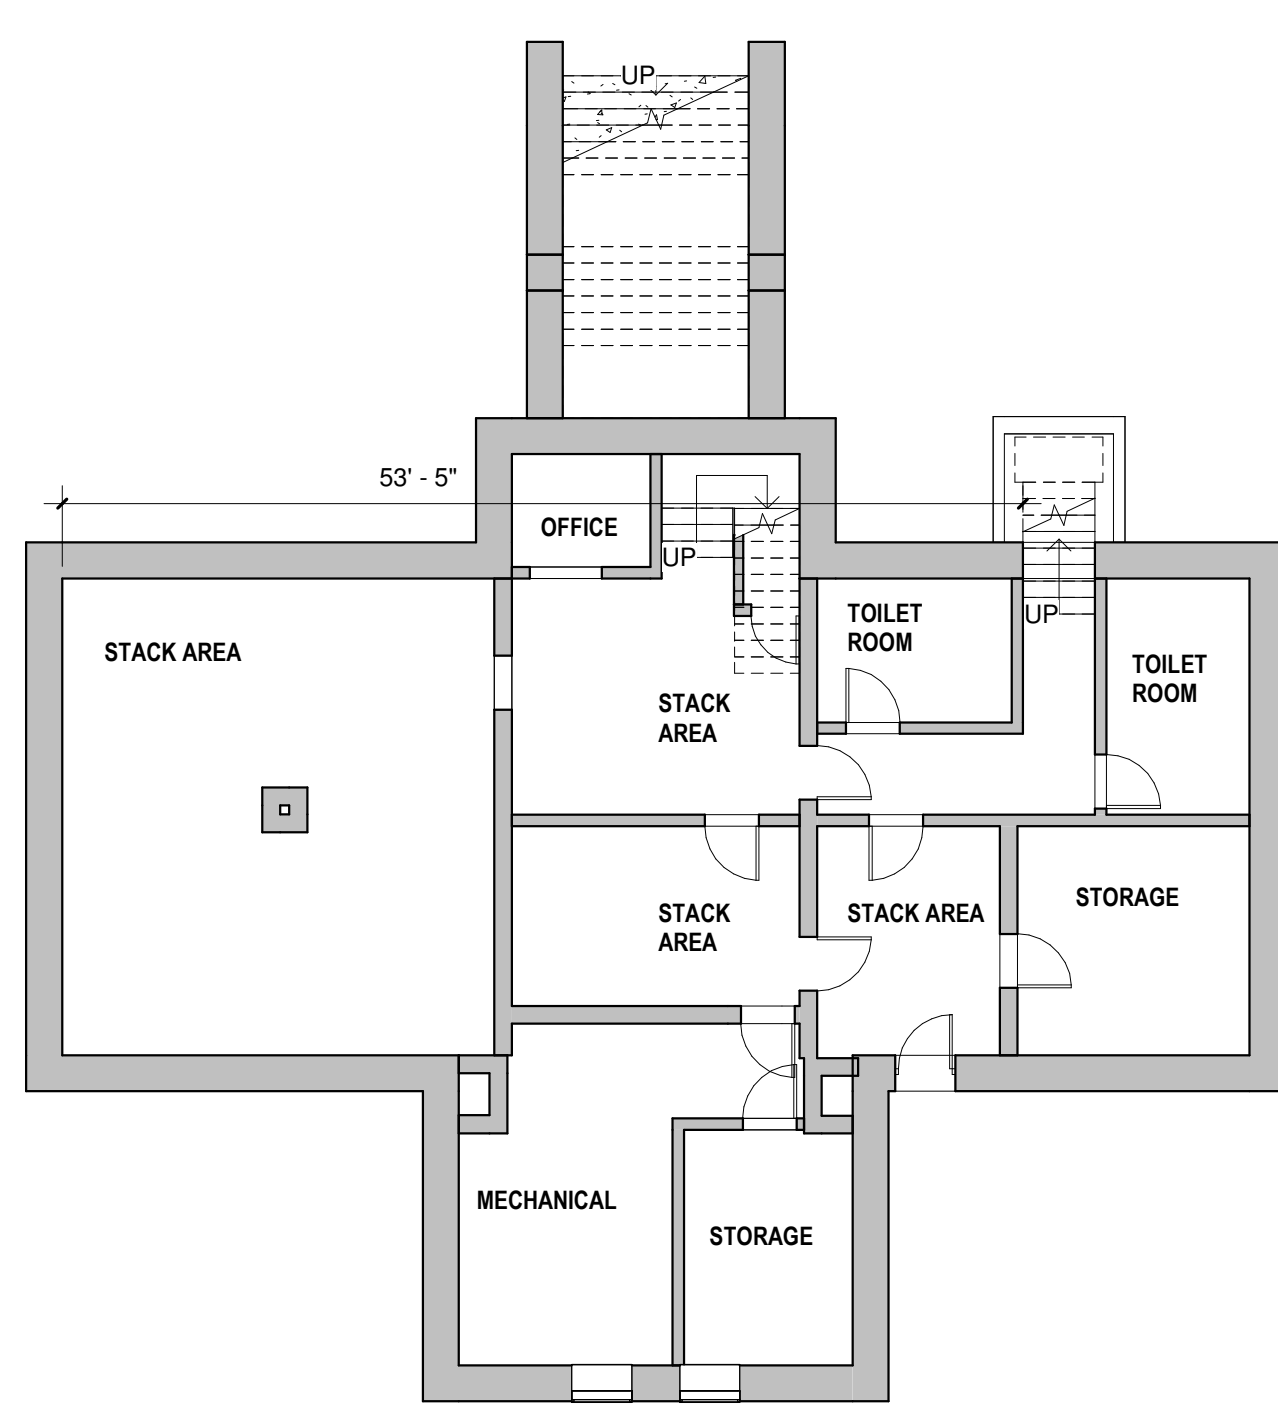 UP
53' - 5"
OFFICE
UP
STACK AREA
TOILET
ROOM
UP
TOILET
ROOM
STACK
AREA
STACK
AREA
STACK AREA
STORAGE
MECHANICAL
STORAGE